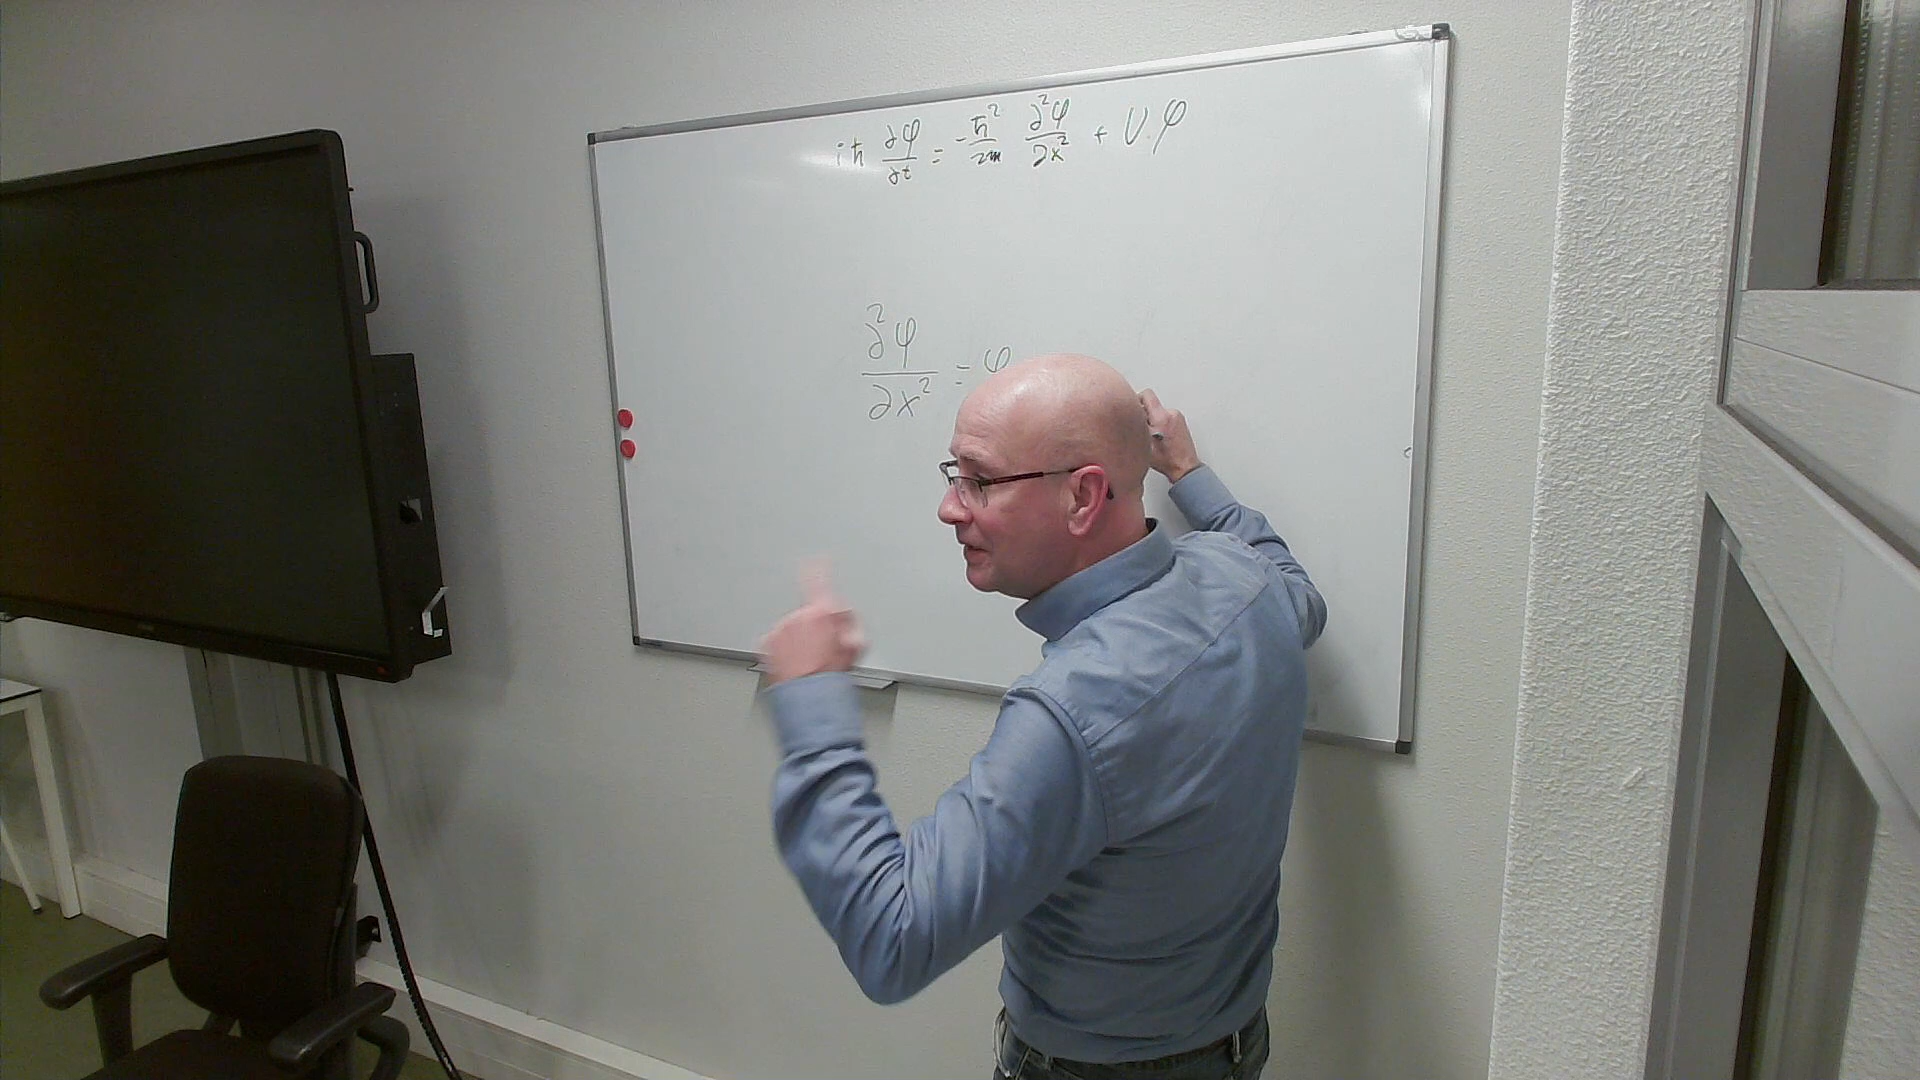 iħ ∂φ/∂t = -ħ²/2m ∂²φ/∂x² + U.φ
∂²φ/∂x² = φ